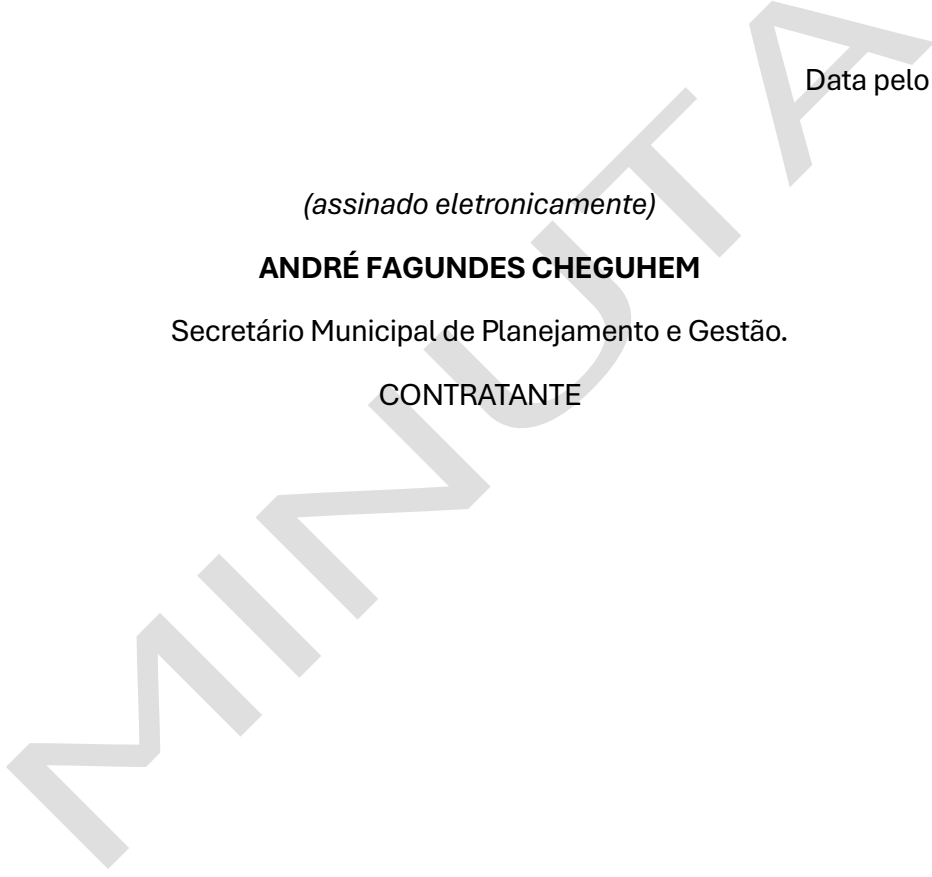 Data pelo
(assinado eletronicamente)
ANDRÉ FAGUNDES CHEGUHEM
Secretário Municipal de Planejamento e Gestão.
CONTRATANTE
MINUTA